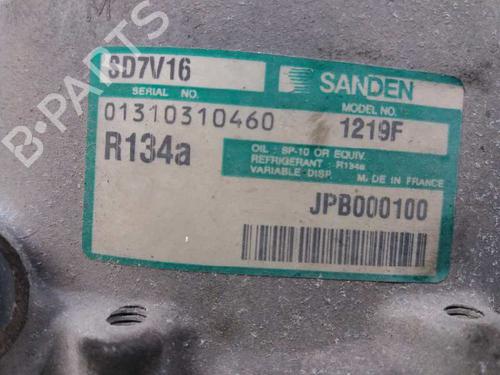 SD7V16
SANDEN
SERIAL NO.
MODEL NO.
01310310460
1219F
R134a
OIL : SP-10 OR EQUIV.
REFRIGERANT : R134a
VARIABLE DISP. M. DE IN FRANCE
JPB000100
B-PARTS